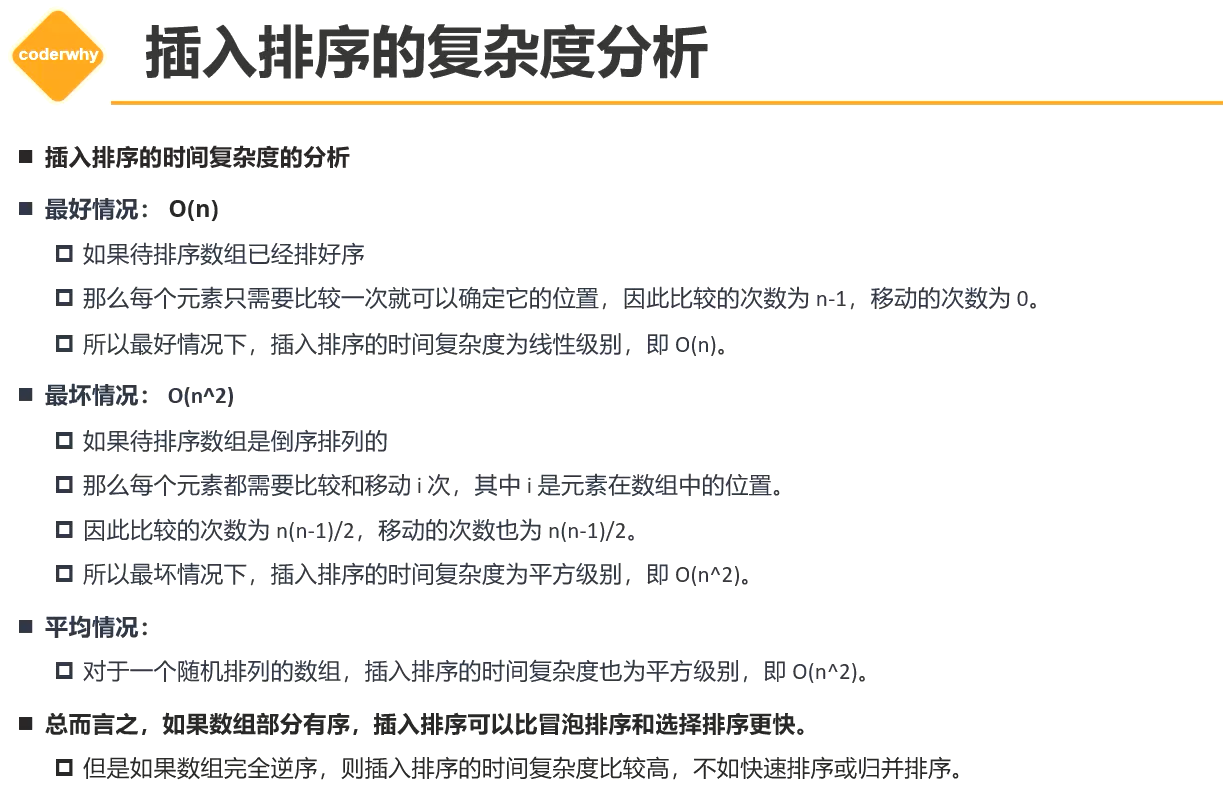 coderwhy
插入排序的复杂度分析
插入排序的时间复杂度的分析
最好情况： O(n)
如果待排序数组已经排好序
那么每个元素只需要比较一次就可以确定它的位置，因此比较的次数为 n-1，移动的次数为 0。
所以最好情况下，插入排序的时间复杂度为线性级别，即 O(n)。
最坏情况： O(n^2)
如果待排序数组是倒序排列的
那么每个元素都需要比较和移动 i 次，其中 i 是元素在数组中的位置。
因此比较的次数为 n(n-1)/2，移动的次数也为 n(n-1)/2。
所以最坏情况下，插入排序的时间复杂度为平方级别，即 O(n^2)。
平均情况：
对于一个随机排列的数组，插入排序的时间复杂度也为平方级别，即 O(n^2)。
总而言之，如果数组部分有序，插入排序可以比冒泡排序和选择排序更快。
但是如果数组完全逆序，则插入排序的时间复杂度比较高，不如快速排序或归并排序。